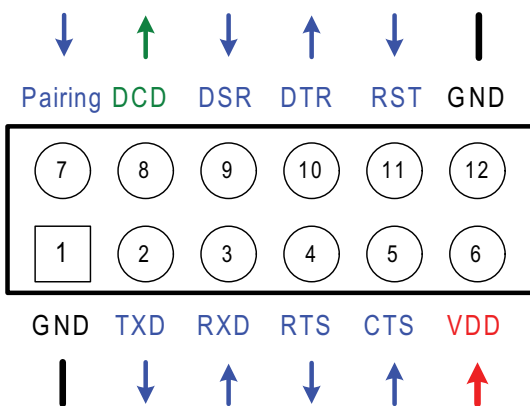 Pairing DCD DSR DTR RST GND
7 8 9 10 11 12
1 2 3 4 5 6
GND TXD RXD RTS CTS VDD